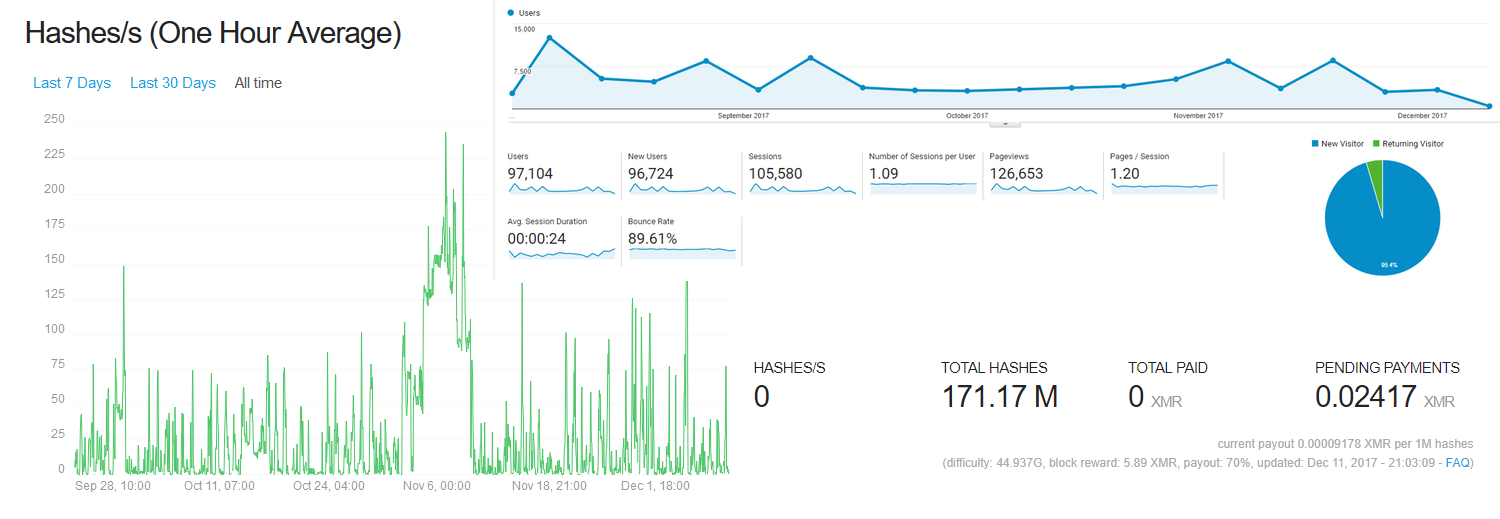 Hashes/s (One Hour Average)
Last 7 Days Last 30 Days All time
250
225
200
175
150
125
100
75
50
25
0
Sep 28, 10:00 Oct 11, 07:00 Oct 24, 04:00 Nov 6, 00:00 Nov 18, 21:00 Dec 1, 18:00
Users
15,000
7,500
... September 2017 October 2017 November 2017 December 2017
Users New Users Sessions Number of Sessions per User Pageviews Pages / Session
97,104 96,724 105,580 1.09 126,653 1.20
Avg. Session Duration Bounce Rate
00:00:24 89.61%
New Visitor Returning Visitor
95.4%
HASHES/S TOTAL HASHES TOTAL PAID PENDING PAYMENTS
0 171.17 M 0 XMR 0.02417 XMR
current payout 0.00009178 XMR per 1M hashes
(difficulty: 44.937G, block reward: 5.89 XMR, payout: 70%, updated: Dec 11, 2017 - 21:03:09 - FAQ)